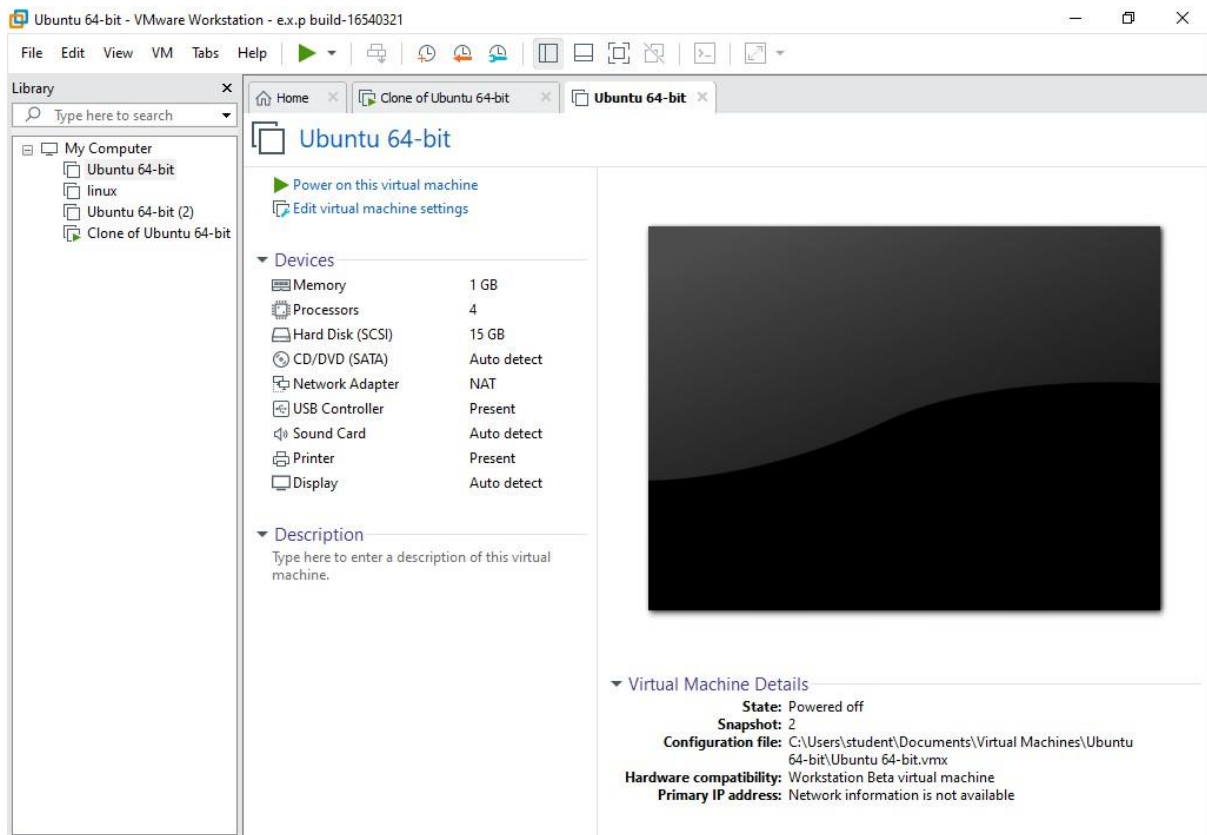 Ubuntu 64-bit - VMware Workstation - e.x.p build-16540321
File Edit View VM Tabs Help
Library
Type here to search
My Computer
Ubuntu 64-bit
linux
Ubuntu 64-bit (2)
Clone of Ubuntu 64-bit
Home
Clone of Ubuntu 64-bit
Ubuntu 64-bit
Ubuntu 64-bit
Power on this virtual machine
Edit virtual machine settings
Devices
Memory 1 GB
Processors 4
Hard Disk (SCSI) 15 GB
CD/DVD (SATA) Auto detect
Network Adapter NAT
USB Controller Present
Sound Card Auto detect
Printer Present
Display Auto detect
Description
Type here to enter a description of this virtual
machine.
Virtual Machine Details
State: Powered off
Snapshot: 2
Configuration file: C:\Users\student\Documents\Virtual Machines\Ubuntu
64-bit\Ubuntu 64-bit.vmx
Hardware compatibility: Workstation Beta virtual machine
Primary IP address: Network information is not available